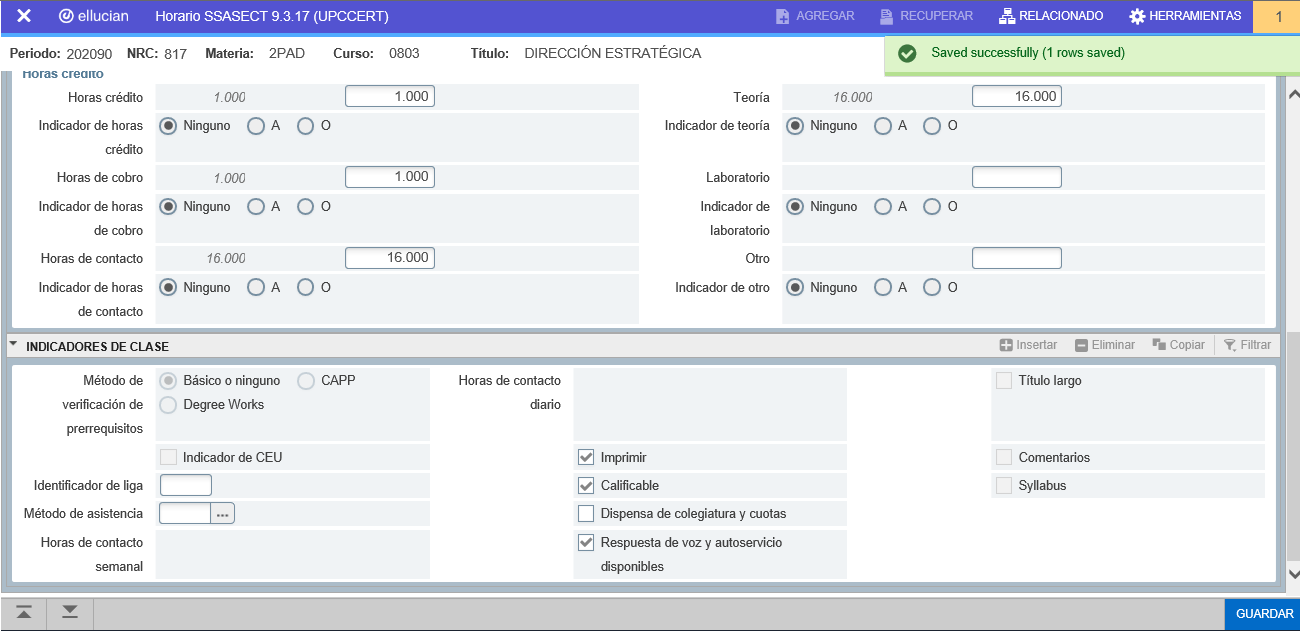 ellucian Horario SSASECT 9.3.17 (UPCCERT) AGREGAR RECUPERAR RELACIONADO HERRAMIENTAS 1
Periodo: 202090 NRC: 817 Materia: 2PAD Curso: 0803 Título: DIRECCIÓN ESTRATÉGICA
Saved successfully (1 rows saved)
Horas crédito
Horas crédito 1.000 1.000 Teoría 16.000 16.000
Indicador de horas Ninguno A O Indicador de teoría Ninguno A O
crédito
Horas de cobro 1.000 1.000 Laboratorio
Indicador de horas Ninguno A O Indicador de Ninguno A O
de cobro laboratorio
Horas de contacto 16.000 16.000 Otro
Indicador de horas Ninguno A O Indicador de otro Ninguno A O
de contacto
INDICADORES DE CLASE Insertar Eliminar Copiar Filtrar
Método de Básico o ninguno CAPP Horas de contacto Título largo
verificación de Degree Works diario
prerrequisitos
Indicador de CEU Imprimir Comentarios
Identificador de liga Calificable Syllabus
Método de asistencia ... Dispensa de colegiatura y cuotas
Horas de contacto Respuesta de voz y autoservicio
semanal disponibles
GUARDAR